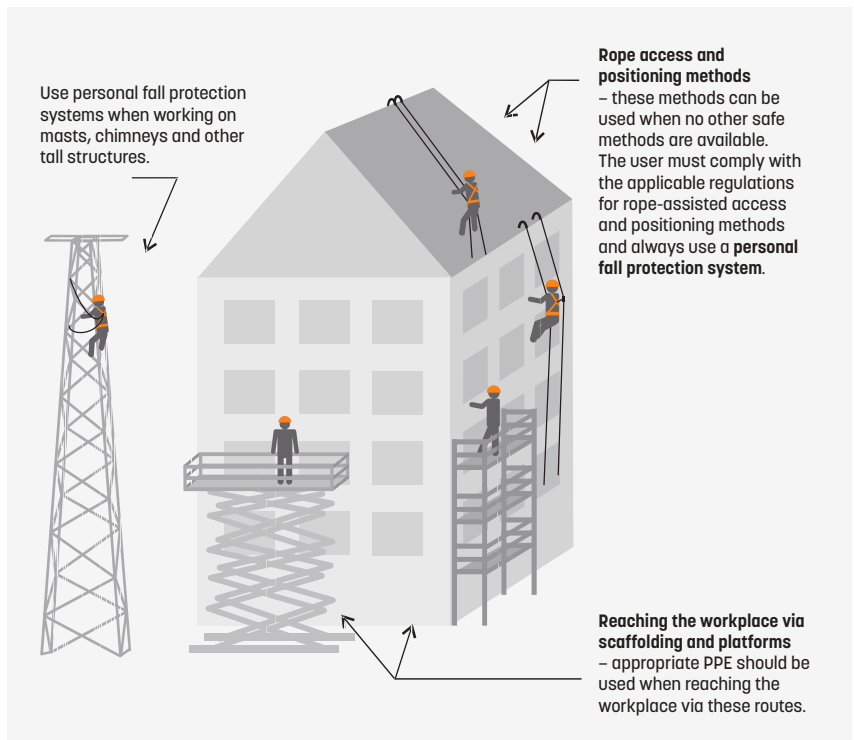 Use personal fall protection
systems when working on
masts, chimneys and other
tall structures.
Rope access and
positioning methods
– these methods can be
used when no other safe
methods are available.
The user must comply with
the applicable regulations
for rope-assisted access
and positioning methods
and always use a personal
fall protection system.
Reaching the workplace via
scaffolding and platforms
– appropriate PPE should be
used when reaching the
workplace via these routes.